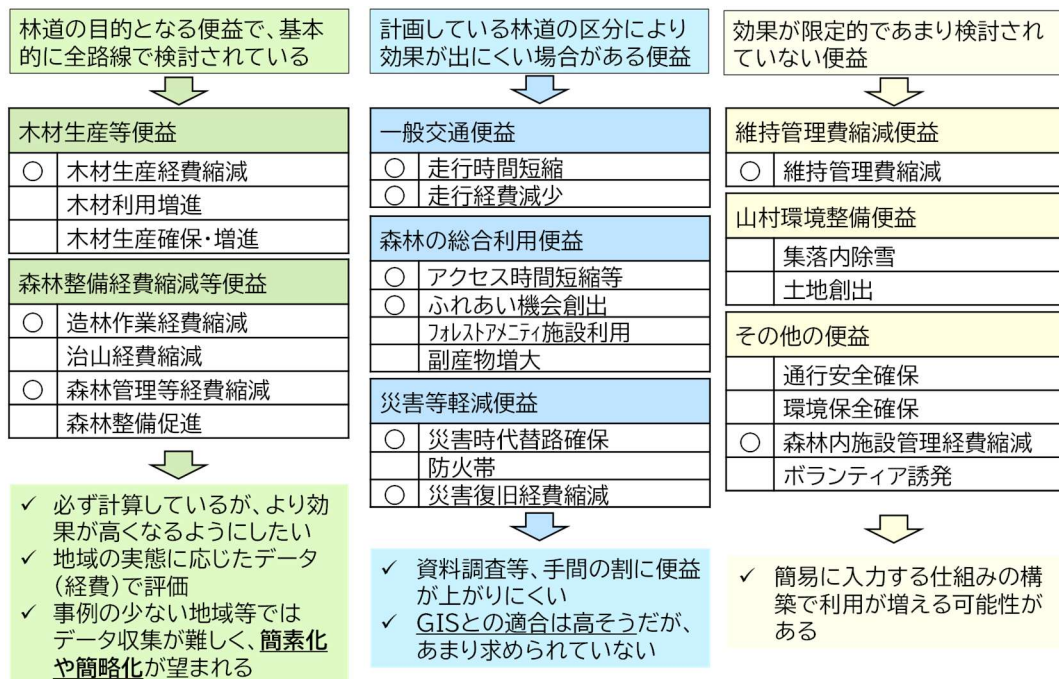 林道の目的となる便益で、基本
的に全路線で検討されている
木材生産等便益
○ 木材生産経費縮減
木材利用増進
木材生産確保・増進
森林整備経費縮減等便益
○ 造林作業経費縮減
治山経費縮減
○ 森林管理等経費縮減
森林整備促進
✓ 必ず計算しているが、より効
果が高くなるようにしたい
✓ 地域の実態に応じたデータ
(経費)で評価
✓ 事例の少ない地域等では
データ収集が難しく、簡素化
や簡略化が望まれる
計画している林道の区分により
効果が出にくい場合がある便益
一般交通便益
○ 走行時間短縮
○ 走行経費減少
森林の総合利用便益
○ アクセス時間短縮等
○ ふれあい機会創出
フォレストアメニティ施設利用
副産物増大
災害等軽減便益
○ 災害時代替路確保
防火帯
○ 災害復旧経費縮減
✓ 資料調査等、手間の割に便益
が上がりにくい
✓ GISとの適合は高そうだが、
あまり求められていない
効果が限定的であまり検討され
ていない便益
維持管理費縮減便益
○ 維持管理費縮減
山村環境整備便益
集落内除雪
土地創出
その他の便益
通行安全確保
環境保全確保
○ 森林内施設管理経費縮減
ボランティア誘発
✓ 簡易に入力する仕組みの構
築で利用が増える可能性が
ある